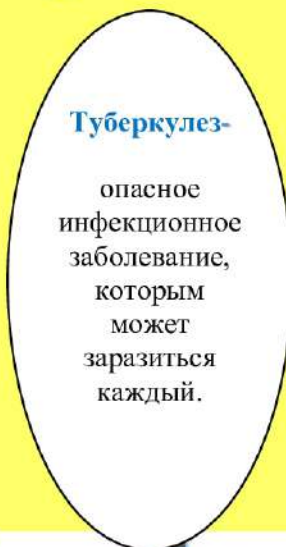 Туберкулез-
опасное
инфекционное
заболевание,
которым
может
заразиться
каждый.